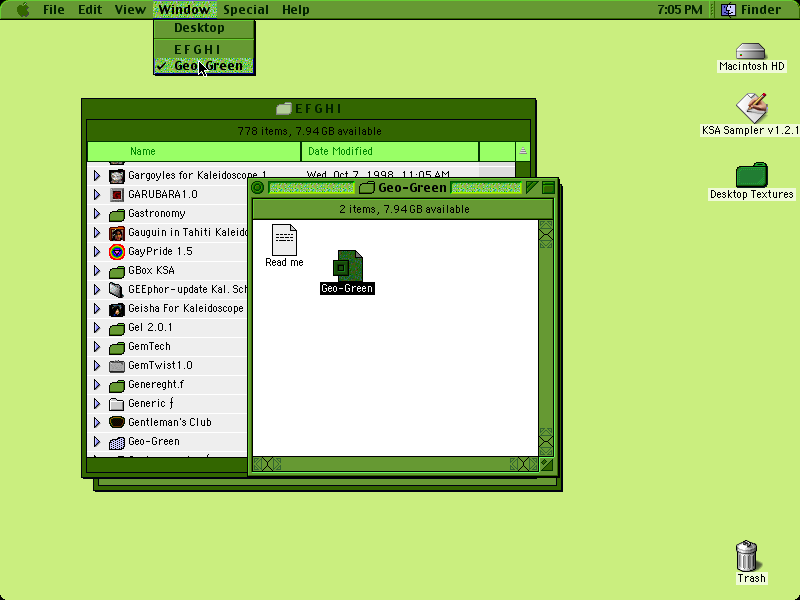 File Edit View Window Special Help 7:05 PM Finder
Desktop
E F G H I
Geo-Green
Macintosh HD
KSA Sampler v1.2.1
Desktop Textures
E F G H I
778 items, 7.94 GB available
Name Date Modified
Gargoyles for Kaleidoscope 1 Wed, Oct 7, 1998, 11:05 AM
GARUBARA1.0
Gastronomy
Gauguin in Tahiti Kaleido
GayPride 1.5
GBox KSA
GEEphor-update Kal. Sch
Geisha For Kaleidoscope
Gel 2.0.1
GemTech
GemTwist1.0
Genereght.f
Generic ƒ
Gentleman's Club
Geo-Green
Geo-Green
2 items, 7.94 GB available
Read me
Geo-Green
Trash